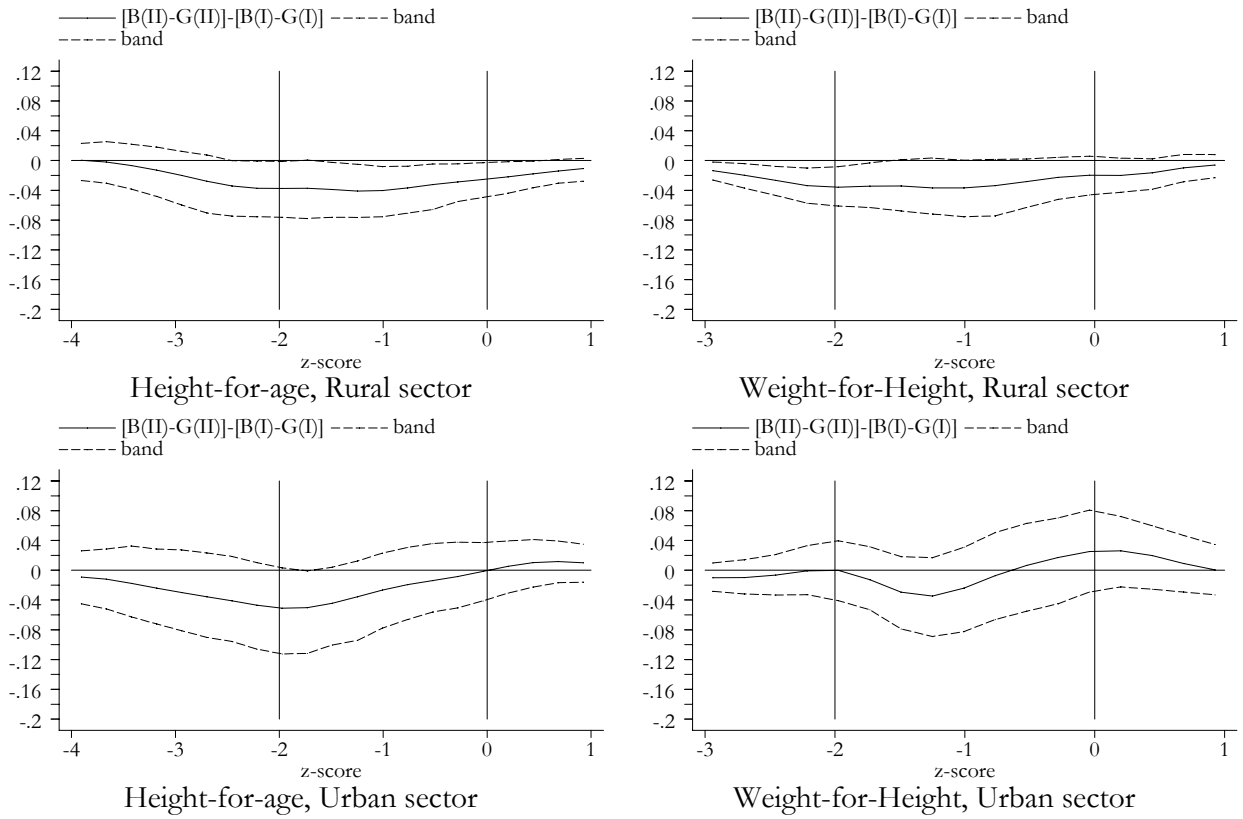 [B(II)-G(II)]-[B(I)-G(I)] band
band
.12
.08
.04
0
-.04
-.08
-.12
-.16
-.2
-4 -3 -2 -1 0 1
z-score
Height-for-age, Rural sector
[B(II)-G(II)]-[B(I)-G(I)] band
band
.12
.08
.04
0
-.04
-.08
-.12
-.16
-.2
-3 -2 -1 0 1
z-score
Weight-for-Height, Rural sector
[B(II)-G(II)]-[B(I)-G(I)] band
band
.12
.08
.04
0
-.04
-.08
-.12
-.16
-.2
-4 -3 -2 -1 0 1
z-score
Height-for-age, Urban sector
[B(II)-G(II)]-[B(I)-G(I)] band
band
.12
.08
.04
0
-.04
-.08
-.12
-.16
-.2
-3 -2 -1 0 1
z-score
Weight-for-Height, Urban sector